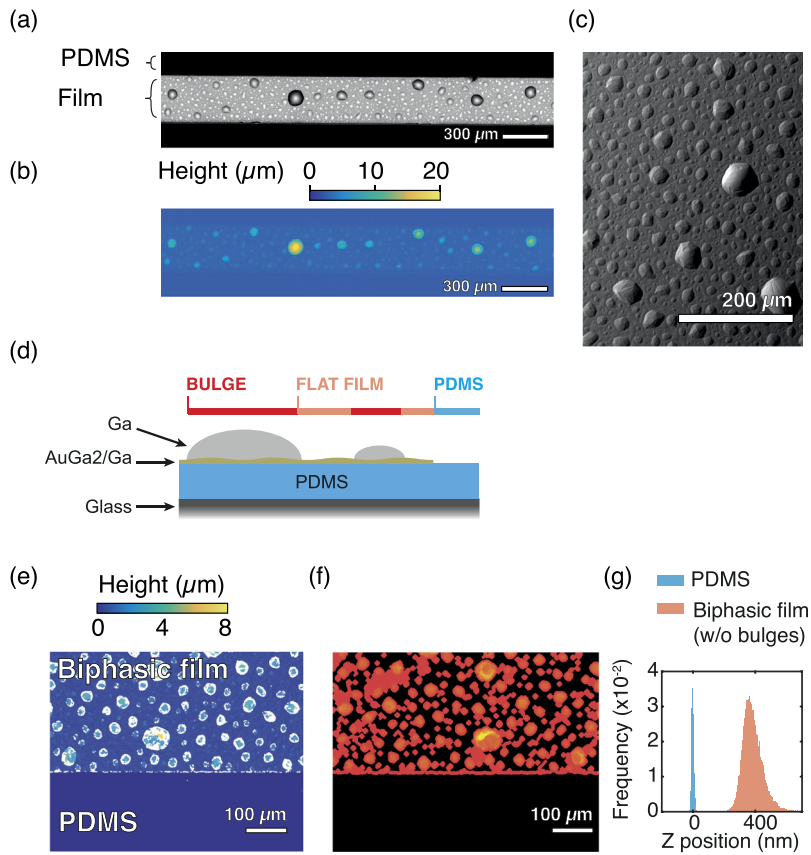 (a)
PDMS
Film
300 µm
(b)
Height (µm)
0 10 20
300 µm
(c)
200 µm
(d)
BULGE FLAT FILM PDMS
Ga
AuGa2/Ga
PDMS
Glass
(e)
Height (µm)
0 4 8
Biphasic film
PDMS
100 µm
(f)
100 µm
(g)
PDMS
Biphasic film
(w/o bulges)
Frequency (x10⁻²)
4
3
2
1
0
0 400
Z position (nm)